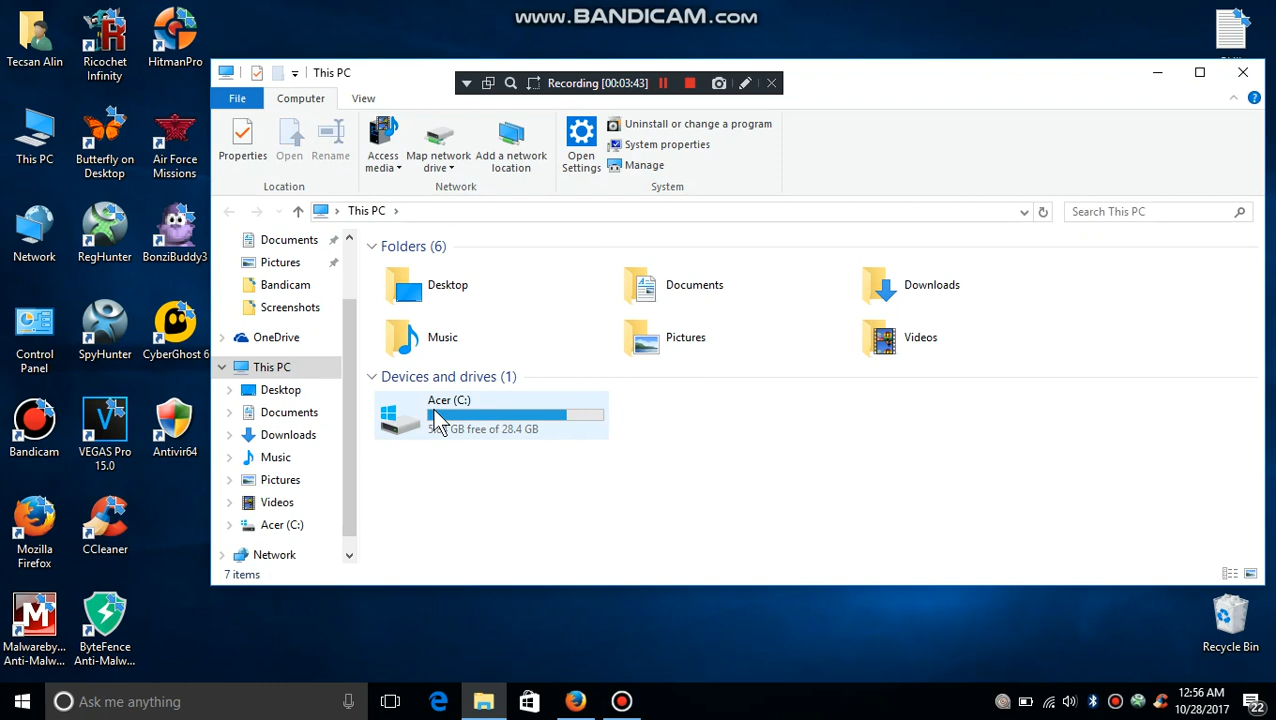 www.BANDICAM.com
Tecsan Alin
Ricochet Infinity
HitmanPro
This PC
Butterfly on Desktop
Air Force Missions
Network
RegHunter
BonziBuddy3
Control Panel
SpyHunter
CyberGhost 6
Bandicam
VEGAS Pro 15.0
Antivir64
Mozilla Firefox
CCleaner
Malwareby... Anti-Malw...
ByteFence Anti-Malw...
Recycle Bin
This PC
Recording [00:03:43]
File
Computer
View
Properties
Open
Rename
Location
Access media
Map network drive
Add a network location
Network
Open Settings
Uninstall or change a program
System properties
Manage
System
This PC
Search This PC
Documents
Pictures
Bandicam
Screenshots
OneDrive
This PC
Desktop
Documents
Downloads
Music
Pictures
Videos
Acer (C:)
Network
Folders (6)
Desktop
Documents
Downloads
Music
Pictures
Videos
Devices and drives (1)
Acer (C:)
GB free of 28.4 GB
7 items
Ask me anything
12:56 AM
10/28/2017
22